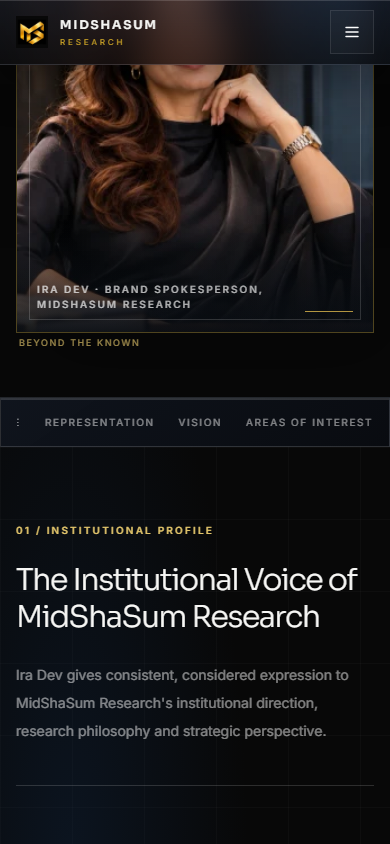 MIDSHASUM
RESEARCH
IRA DEV · BRAND SPOKESPERSON,
MIDSHASUM RESEARCH
BEYOND THE KNOWN
REPRESENTATION VISION AREAS OF INTEREST
01 / INSTITUTIONAL PROFILE
The Institutional Voice of
MidShaSum Research
Ira Dev gives consistent, considered expression to
MidShaSum Research's institutional direction,
research philosophy and strategic perspective.